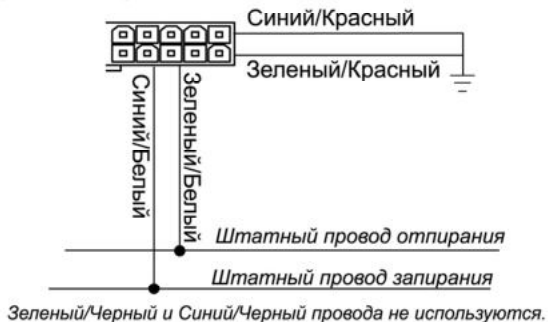 Синий/Красный
Зеленый/Красный
Синий/Белый
Зеленый/Белый
Штатный провод отпирания
Штатный провод запирания
Зеленый/Черный и Синий/Черный провода не используются.